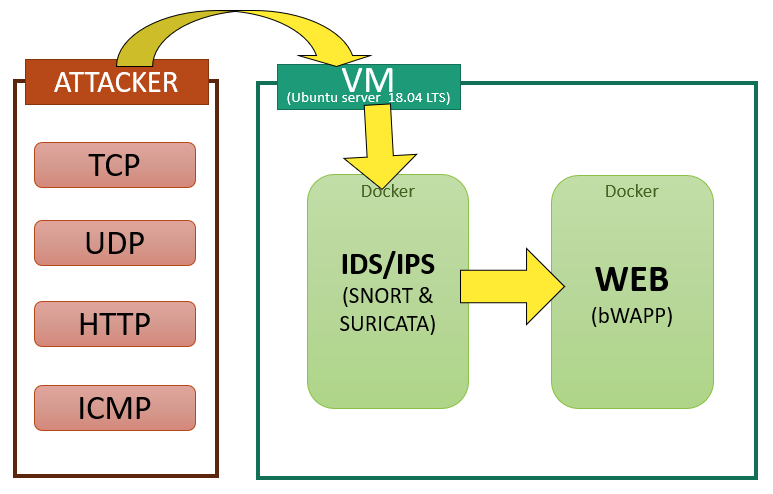 ATTACKER
TCP
UDP
HTTP
ICMP
VM
(Ubuntu server 18.04 LTS)
Docker
IDS/IPS
(SNORT &
SURICATA)
Docker
WEB
(bWAPP)